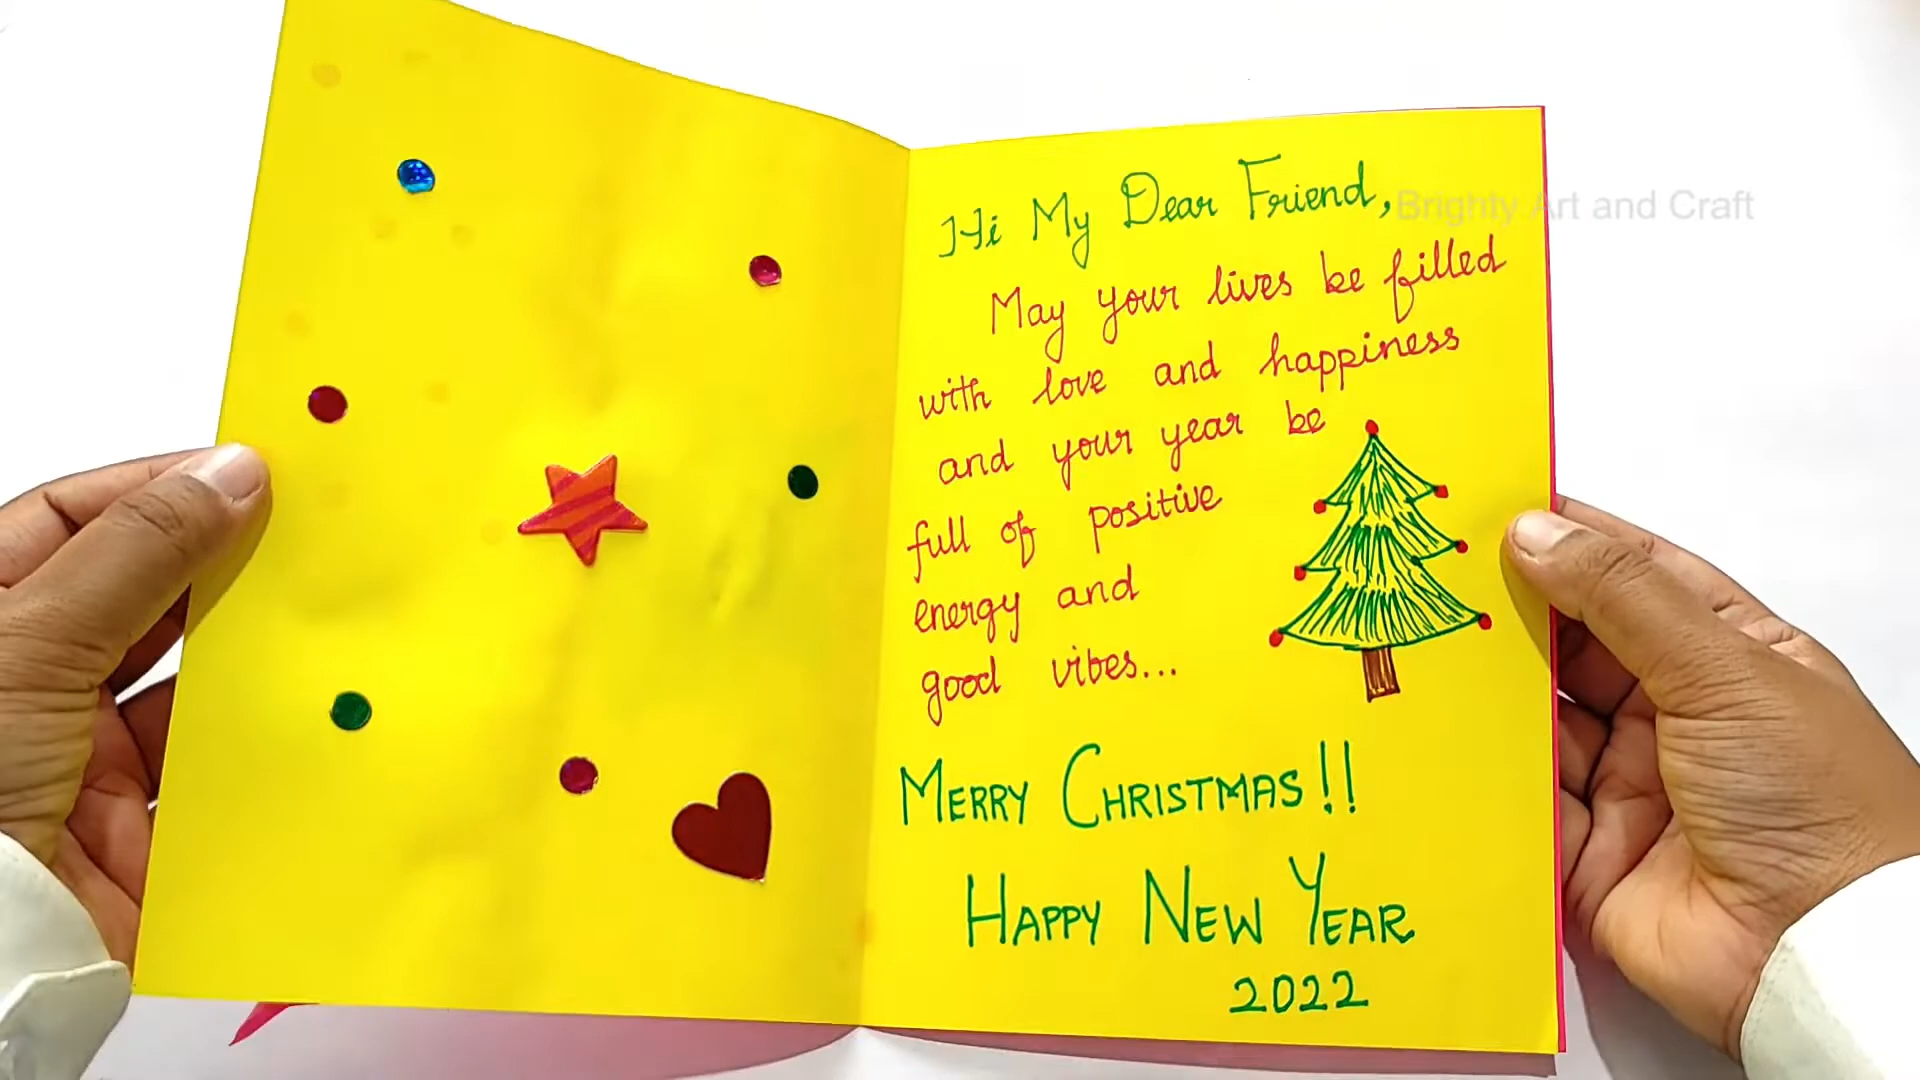 Hi My Dear Friend,
Brighty Art and Craft
May your lives be filled
with love and happiness
and your year be
full of positive
energy and
good vibes...
MERRY CHRISTMAS!!
HAPPY NEW YEAR
2022